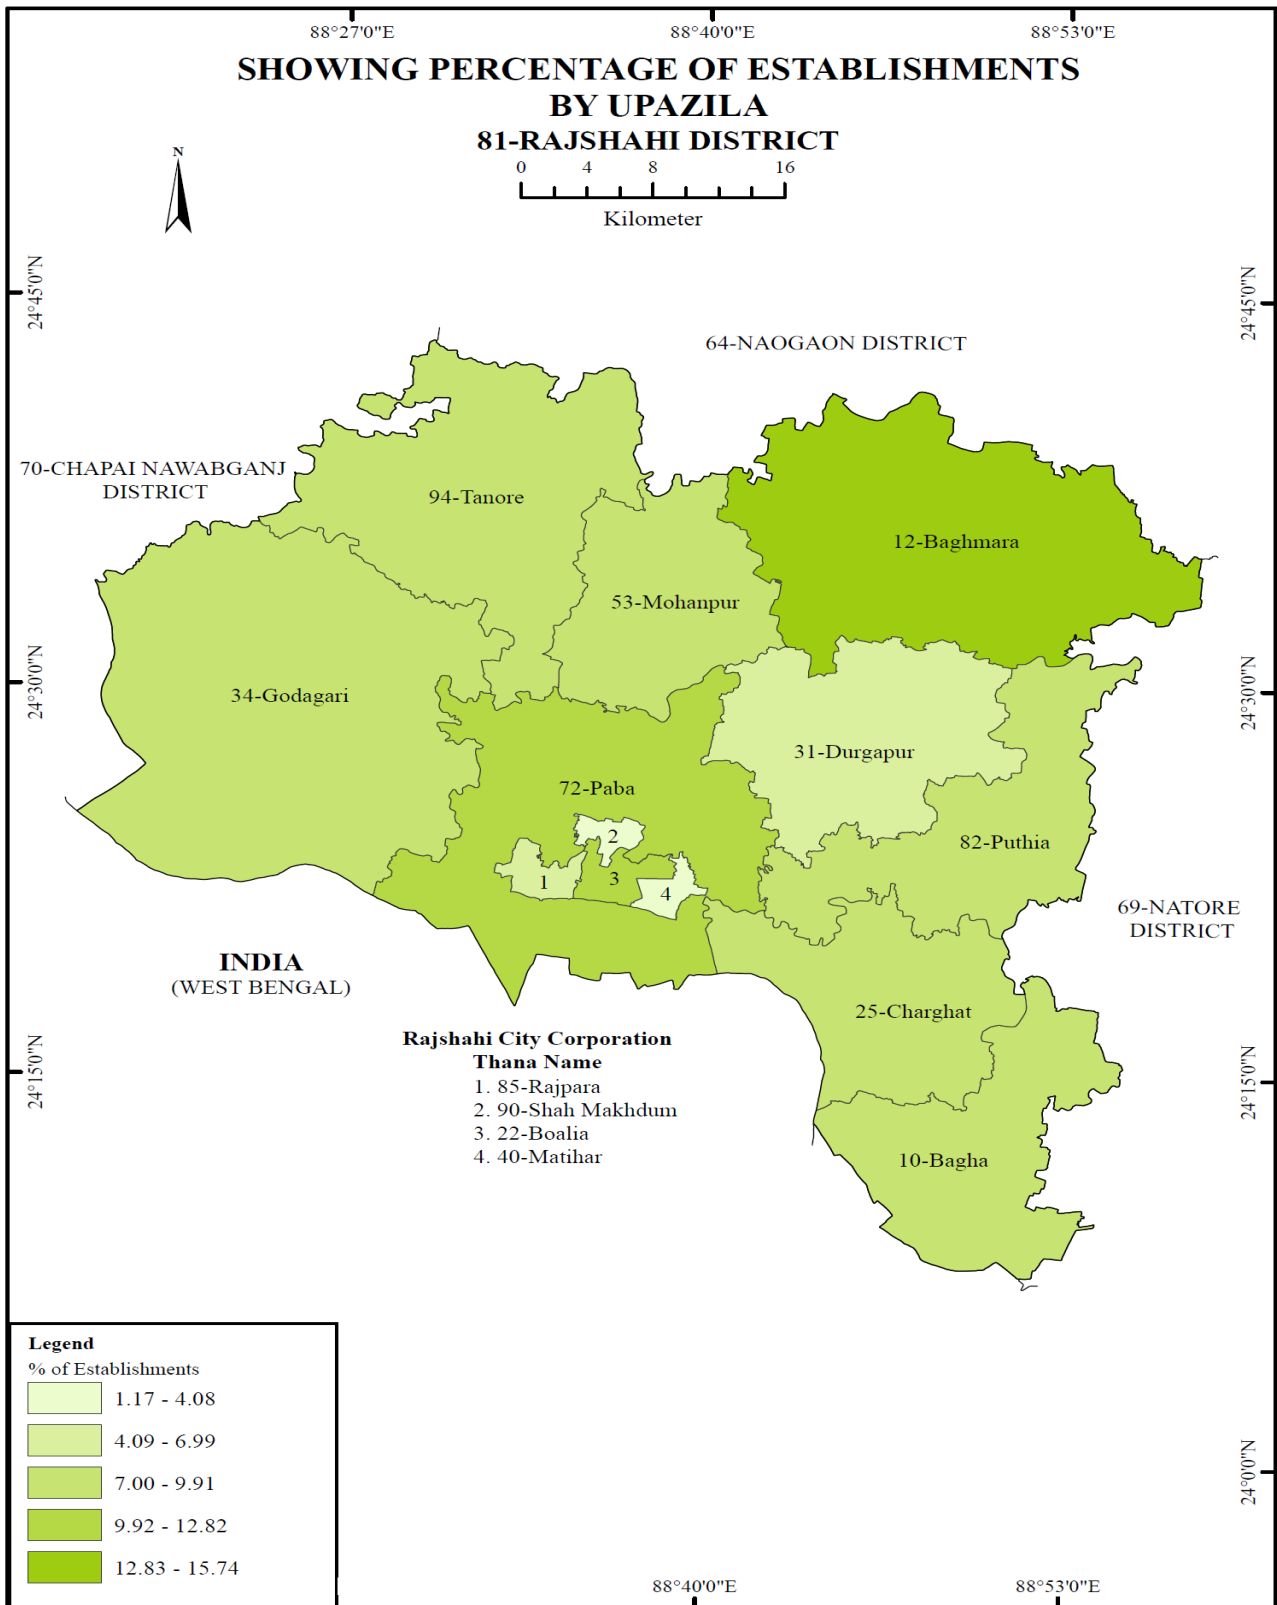 88°27'0"E
88°40'0"E
88°53'0"E
SHOWING PERCENTAGE OF ESTABLISHMENTS
BY UPAZILA
81-RAJSHAHI DISTRICT
N
0 4 8 16
Kilometer
24°45'0"N
24°45'0"N
64-NAOGAON DISTRICT
70-CHAPAI NAWABGANJ
DISTRICT
94-Tanore
12-Baghmara
53-Mohanpur
24°30'0"N
24°30'0"N
34-Godagari
31-Durgapur
72-Paba
2
82-Puthia
1
3
4
69-NATORE
DISTRICT
INDIA
(WEST BENGAL)
25-Charghat
Rajshahi City Corporation
Thana Name
1. 85-Rajpara
2. 90-Shah Makhdum
3. 22-Boalia
4. 40-Matihar
24°15'0"N
24°15'0"N
10-Bagha
Legend
% of Establishments
1.17 - 4.08
4.09 - 6.99
7.00 - 9.91
9.92 - 12.82
12.83 - 15.74
24°0'0"N
88°40'0"E
88°53'0"E